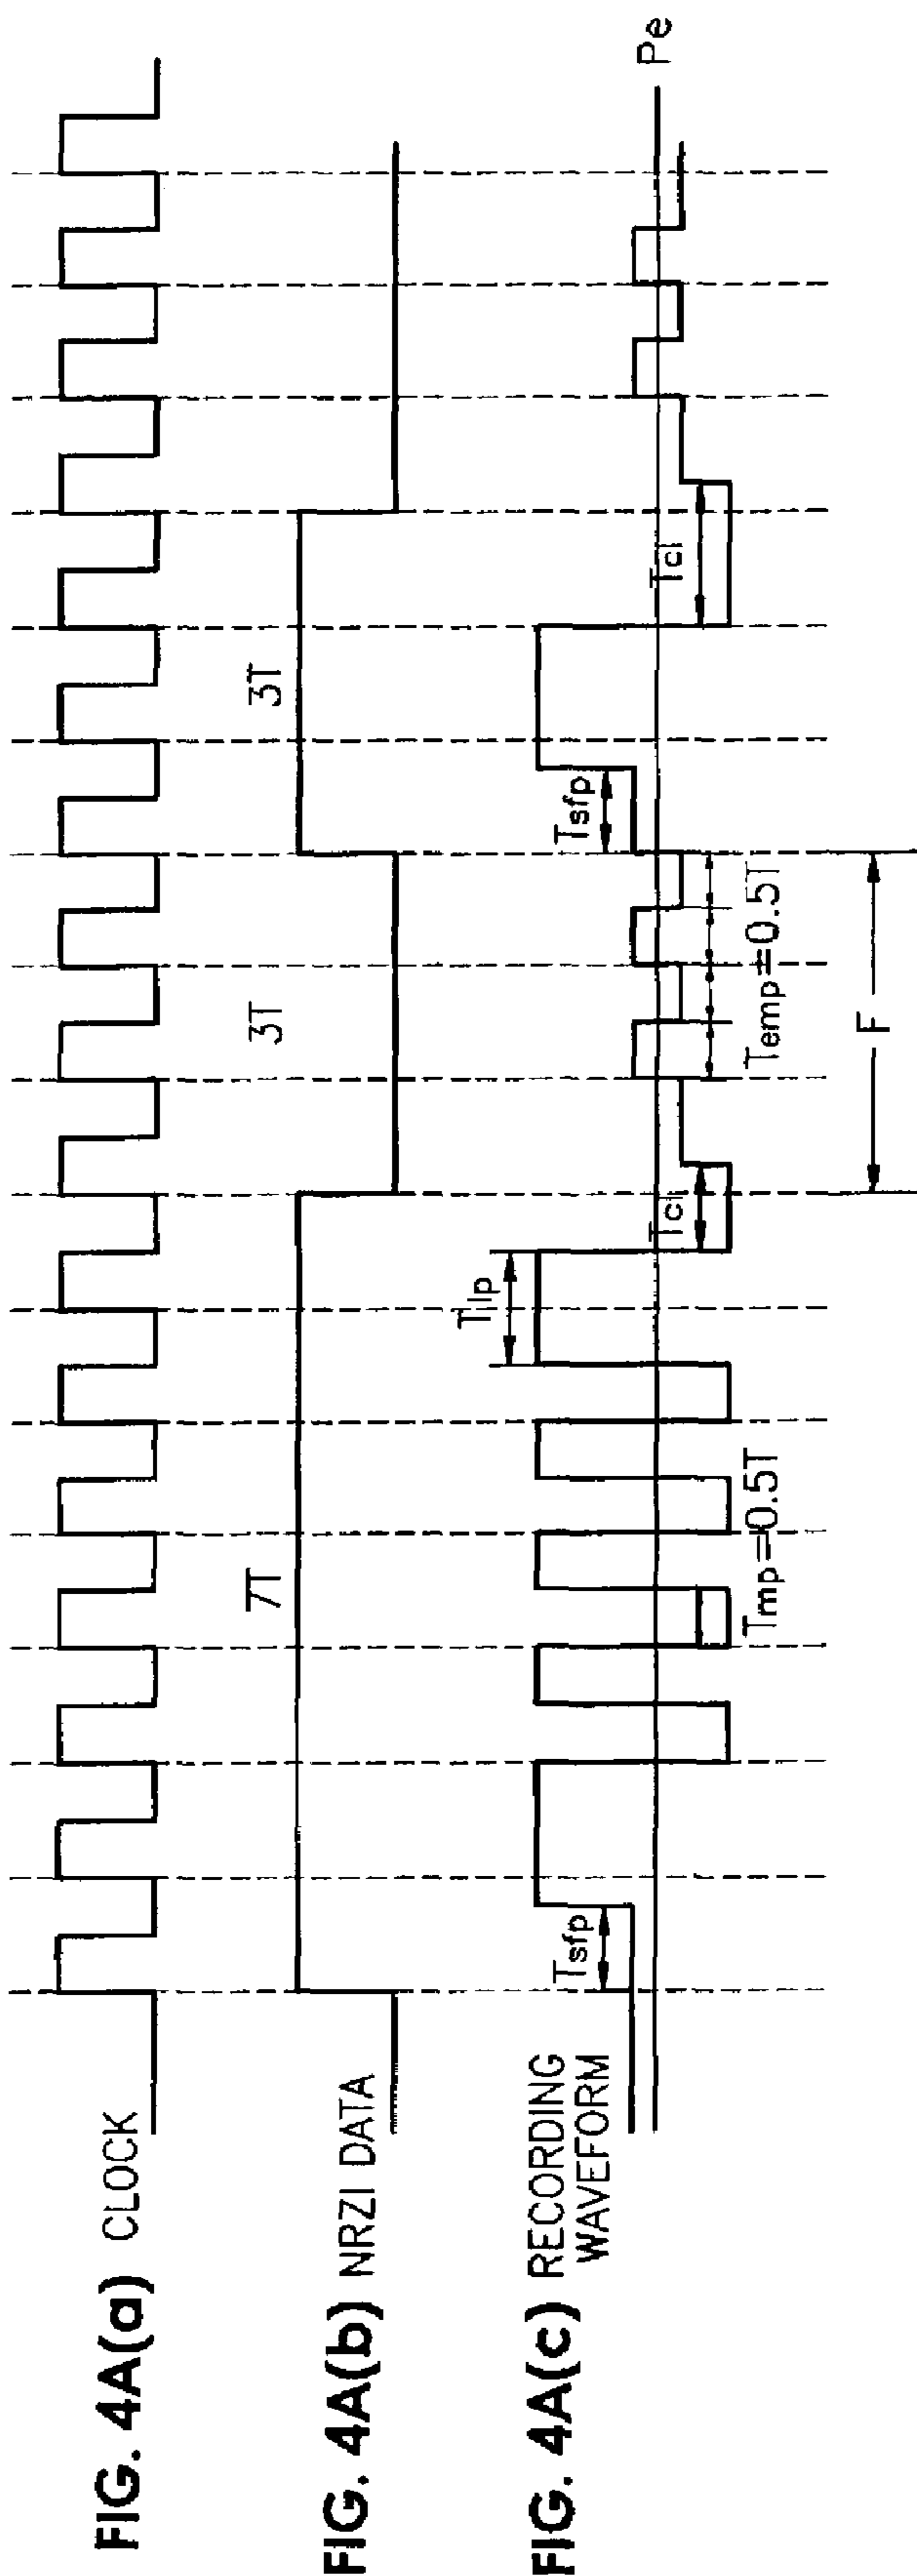 FIG. 4A(a) CLOCK
FIG. 4A(b) NRZI DATA
7T
3T
3T
FIG. 4A(c) RECORDING
WAVEFORM
Tsfp
Tmp=0.5T
Tlp
Tcl
Temp=0.5T
F
Tsfp
Tcl
Pe